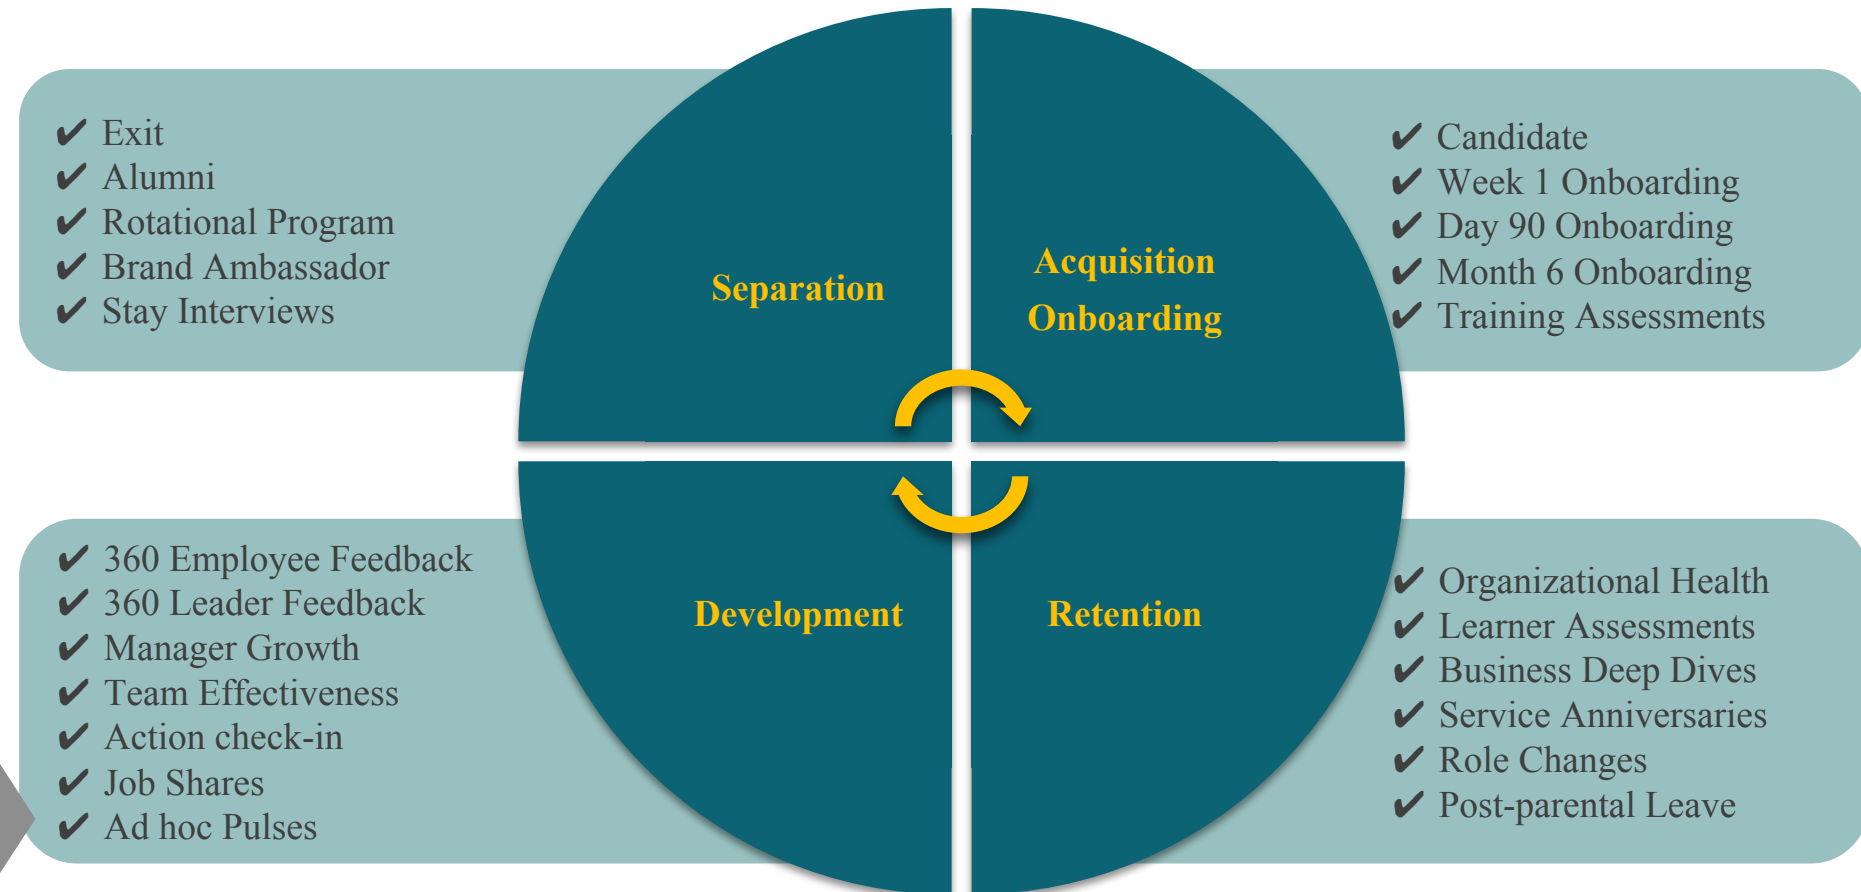 ✔ Exit
✔ Alumni
✔ Rotational Program
✔ Brand Ambassador
✔ Stay Interviews
Separation
Acquisition
Onboarding
✔ Candidate
✔ Week 1 Onboarding
✔ Day 90 Onboarding
✔ Month 6 Onboarding
✔ Training Assessments
✔ 360 Employee Feedback
✔ 360 Leader Feedback
✔ Manager Growth
✔ Team Effectiveness
✔ Action check-in
✔ Job Shares
✔ Ad hoc Pulses
Development
Retention
✔ Organizational Health
✔ Learner Assessments
✔ Business Deep Dives
✔ Service Anniversaries
✔ Role Changes
✔ Post-parental Leave